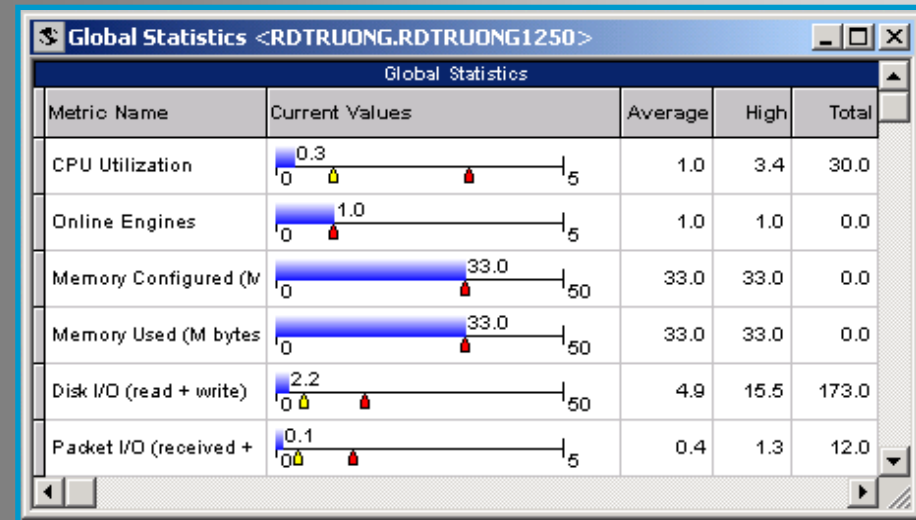 Global Statistics <RDTRUONG.RDTRUONG1250>
Global Statistics
Metric Name Current Values Average High Total
CPU Utilization 0.3 0 5 1.0 3.4 30.0
Online Engines 1.0 0 5 1.0 1.0 0.0
Memory Configured (M 33.0 0 50 33.0 33.0 0.0
Memory Used (M bytes 33.0 0 50 33.0 33.0 0.0
Disk I/O (read + write) 2.2 0 50 4.9 15.5 173.0
Packet I/O (received + 0.1 0 5 0.4 1.3 12.0